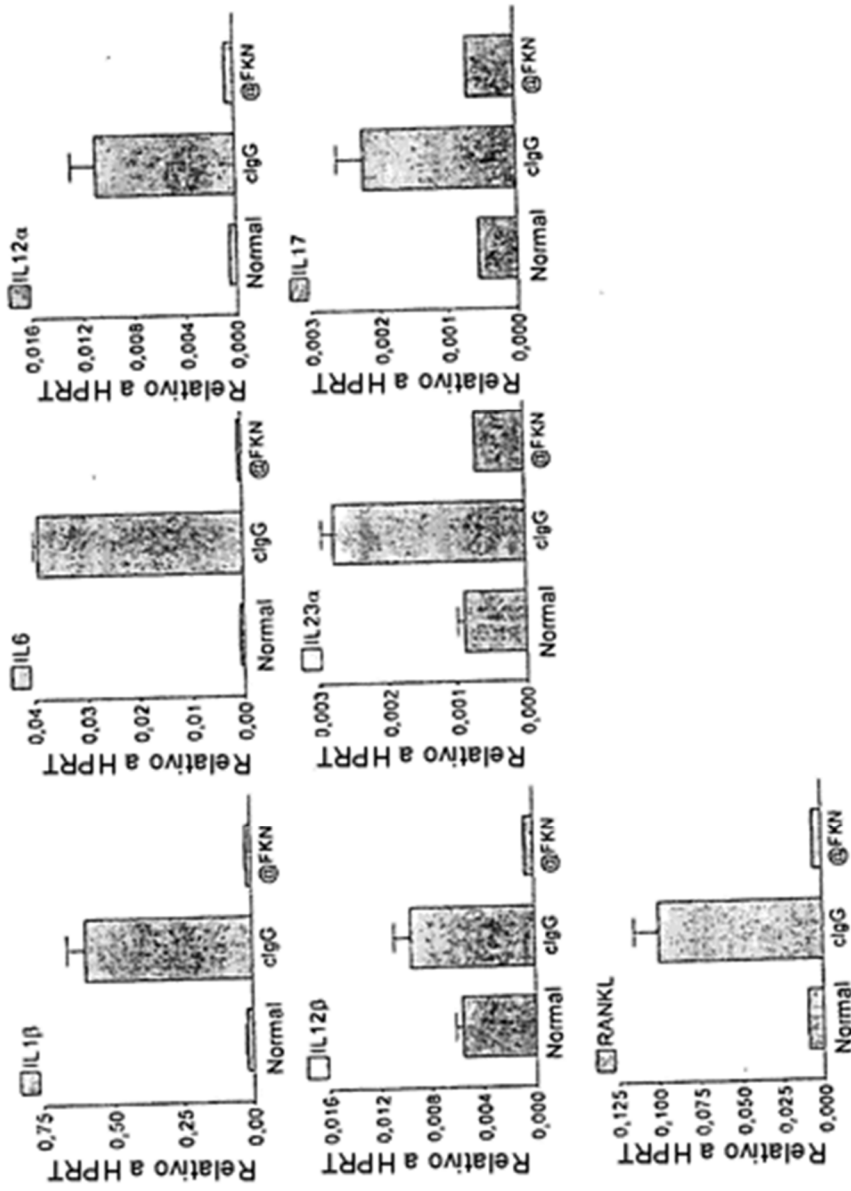 IL1β
Relativo a HPRT
0,75
0,50
0,25
0,00
Normal
cIgG
@FKN
IL6
Relativo a HPRT
0,04
0,03
0,02
0,01
0,00
Normal
cIgG
@FKN
IL12α
Relativo a HPRT
0,016
0,012
0,008
0,004
0,000
Normal
cIgG
@FKN
IL12β
Relativo a HPRT
0,016
0,012
0,008
0,004
0,000
Normal
cIgG
@FKN
IL23α
Relativo a HPRT
0,003
0,002
0,001
0,000
Normal
cIgG
@FKN
IL17
Relativo a HPRT
0,003
0,002
0,001
0,000
Normal
cIgG
@FKN
RANKL
Relativo a HPRT
0,125
0,100
0,075
0,050
0,025
0,000
Normal
cIgG
@FKN